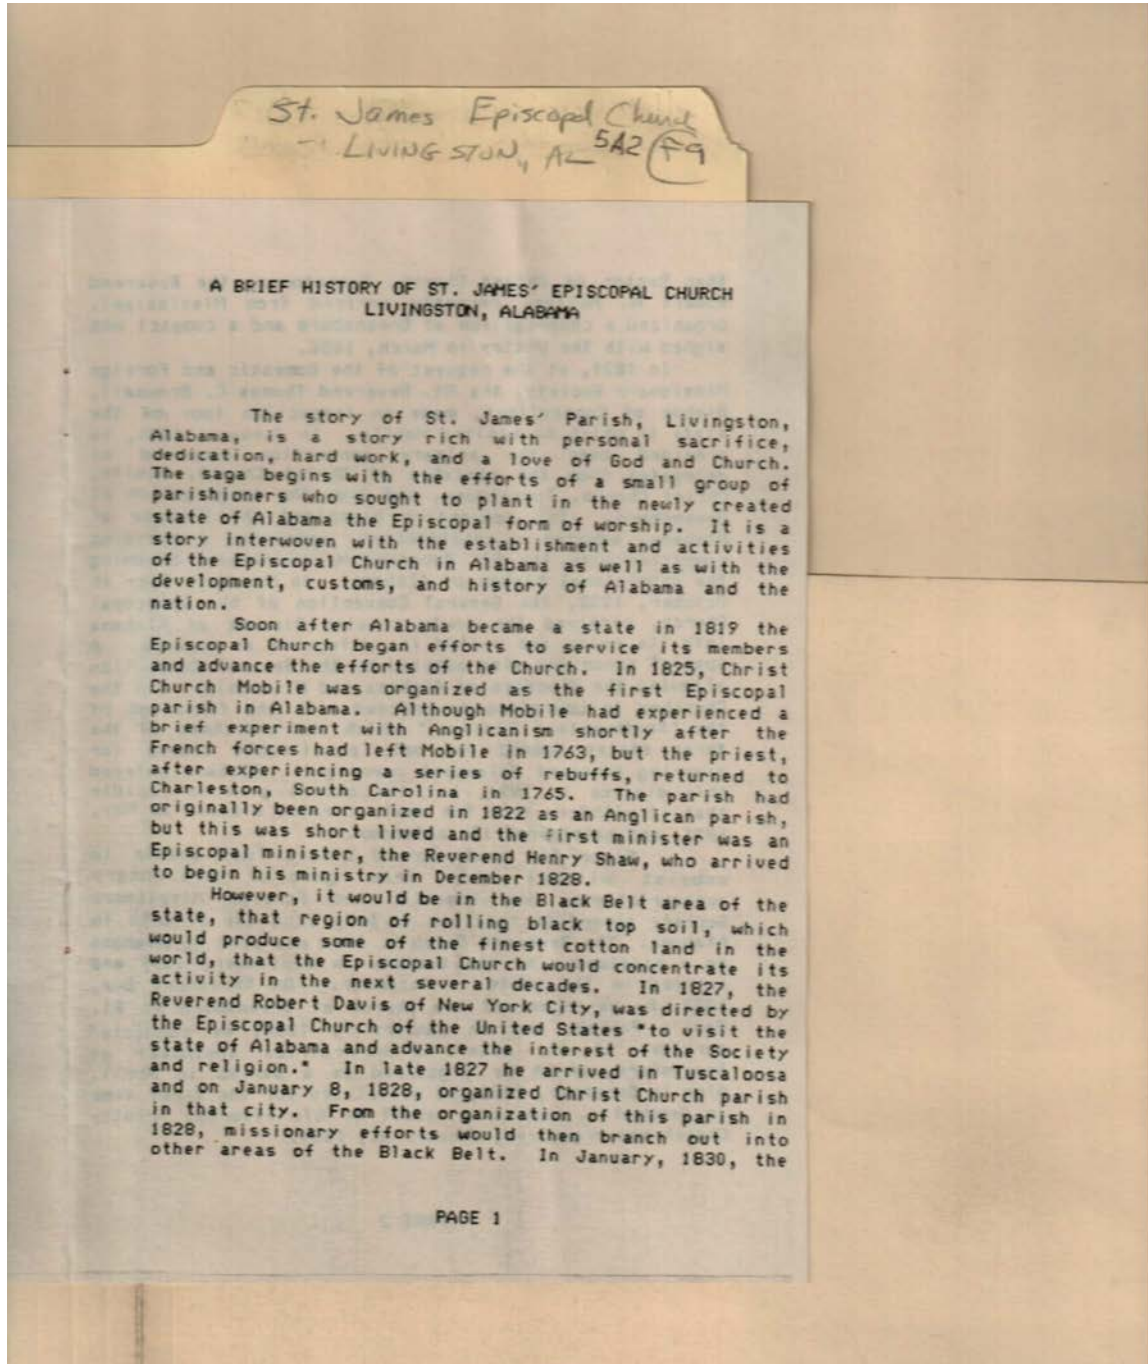 St. James Episcopal Church
LIVINGSTON, AL 5A2 F9
A BRIEF HISTORY OF ST. JAMES' EPISCOPAL CHURCH
LIVINGSTON, ALABAMA
The story of St. James' Parish, Livingston,
Alabama, is a story rich with personal sacrifice,
dedication, hard work, and a love of God and Church.
The saga begins with the efforts of a small group of
parishioners who sought to plant in the newly created
state of Alabama the Episcopal form of worship. It is a
story interwoven with the establishment and activities
of the Episcopal Church in Alabama as well as with the
development, customs, and history of Alabama and the
nation.
Soon after Alabama became a state in 1819 the
Episcopal Church began efforts to service its members
and advance the efforts of the Church. In 1825, Christ
Church Mobile was organized as the first Episcopal
parish in Alabama. Although Mobile had experienced a
brief experiment with Anglicanism shortly after the
French forces had left Mobile in 1763, but the priest,
after experiencing a series of rebuffs, returned to
Charleston, South Carolina in 1765. The parish had
originally been organized in 1822 as an Anglican parish,
but this was short lived and the first minister was an
Episcopal minister, the Reverend Henry Shaw, who arrived
to begin his ministry in December 1828.
However, it would be in the Black Belt area of the
state, that region of rolling black top soil, which
would produce some of the finest cotton land in the
world, that the Episcopal Church would concentrate its
activity in the next several decades. In 1827, the
Reverend Robert Davis of New York City, was directed by
the Episcopal Church of the United States "to visit the
state of Alabama and advance the interest of the Society
and religion." In late 1827 he arrived in Tuscaloosa
and on January 8, 1828, organized Christ Church parish
in that city. From the organization of this parish in
1828, missionary efforts would then branch out into
other areas of the Black Belt. In January, 1830, the
PAGE 1